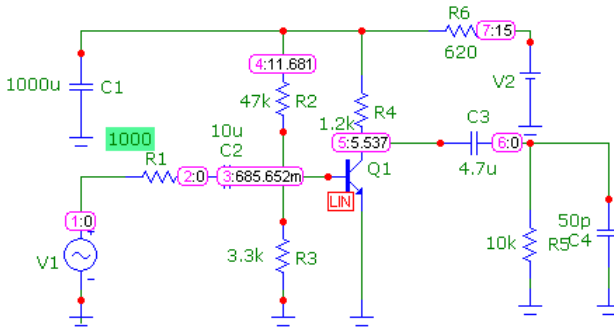 R6
7:15
620
4:11.681
V2
1000u
C1
47k
R2
R4
1.2k
C3
10u
1000
5:5.537
6:0
R1
C2
Q1
4.7u
2:0
3:685.652m
LIN
1:0
50p
V1
3.3k
R3
10k
R5
C4